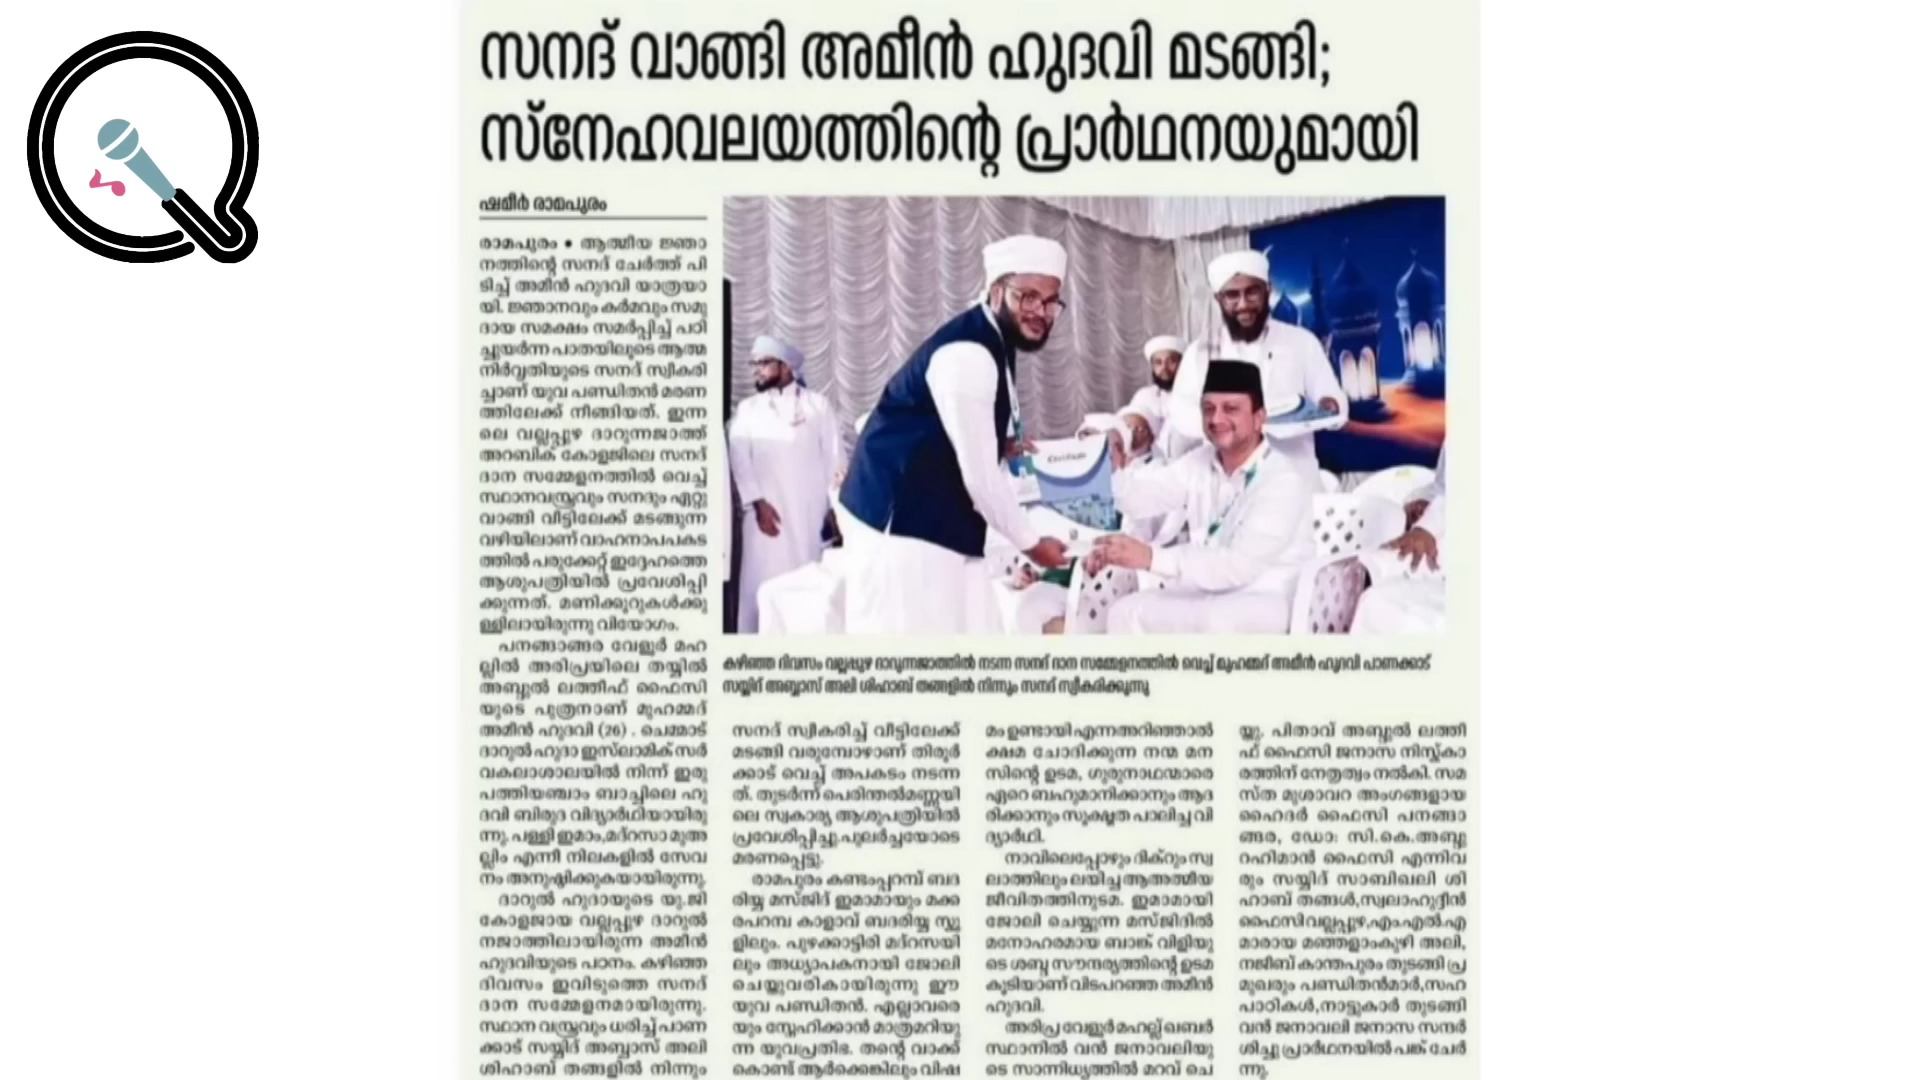 സനദ് വാങ്ങി അമീൻ ഹുദവി മടങ്ങി;
സ്നേഹവലയത്തിന്റെ പ്രാർഥനയുമായി
ഷമീർ രാമപുരം
രാമപുരം • ആത്മീയ ജ്ഞാ
നത്തിന്റെ സനദ് ചേർത്ത് പി
ടിച്ച് അമീൻ ഹുദവി യാത്രയാ
യി. ജ്ഞാനവും കർമവും സമു
ദായ സമക്ഷം സമർപ്പിച്ച് പഠി
ച്ചുയർന്ന പാതയിലൂടെ ആത്മ
നിർവൃതിയുടെ സനദ് സ്വീകരി
ച്ചാണ് യുവ പണ്ഡിതൻ മരണ
ത്തിലേക്ക് നീങ്ങിയത്. ഇന്ന
ലെ വല്ലപ്പുഴ ദാറുന്നജാത്ത്
അറബിക് കോളജിലെ സനദ്
ദാന സമ്മേളനത്തിൽ വെച്ച്
സ്ഥാനവസ്ത്രവും സനദും ഏറ്റു
വാങ്ങി വീട്ടിലേക്ക് മടങ്ങുന്ന
വഴിയിലാണ് വാഹനാപപകട
ത്തിൽ പരുക്കേറ്റ് ഇദ്ദേഹത്തെ
ആശുപത്രിയിൽ പ്രവേശിപ്പി
ക്കുന്നത്. മണിക്കൂറുകൾക്കു
ള്ളിലായിരുന്നു വിയോഗം.
പനങ്ങാങ്ങര വേളൂർ മഹ
ല്ലിൽ അരിപ്രയിലെ തയ്യിൽ
അബ്ദുൽ ലത്തീഫ് ഫൈസി
യുടെ പുത്രനാണ് മുഹമ്മദ്
അമീൻ ഹുദവി (26) . ചെമ്മാട്
ദാറുൽ ഹുദാ ഇസ്‌ലാമിക് സർ
വകലാശാലയിൽ നിന്ന് ഇരു
പത്തിയഞ്ചാം ബാച്ചിലെ ഹു
ദവി ബിരുദ വിദ്യാർഥിയായിരു
ന്നു. പള്ളി ഇമാം,മദ്റസാ മുഅ
ല്ലിം എന്നീ നിലകളിൽ സേവ
നം അനുഷ്ഠിക്കുകയായിരുന്നു.
ദാറുൽ ഹുദായുടെ യു.ജി
കോളജായ വല്ലപ്പുഴ ദാറുൽ
നജാത്തിലായിരുന്ന അമീൻ
ഹുദവിയുടെ പഠനം. കഴിഞ്ഞ
ദിവസം ഇവിടുത്തെ സനദ്
ദാന സമ്മേളനമായിരുന്നു.
സ്ഥാന വസ്ത്രവും ധരിച്ച് പാണ
ക്കാട് സയ്യിദ് അബ്ബാസ് അലി
ശിഹാബ് തങ്ങളിൽ നിന്നും
കഴിഞ്ഞ ദിവസം വല്ലപ്പുഴ ദാറുന്നജാത്തിൽ നടന്ന സനദ് ദാന സമ്മേളനത്തിൽ വെച്ച് മുഹമ്മദ് അമീൻ ഹുദവി പാണക്കാട്
സയ്യിദ് അബ്ബാസ് അലി ശിഹാബ് തങ്ങളിൽ നിന്നും സനദ് സ്വീകരിക്കുന്നു
സനദ് സ്വീകരിച്ച് വീട്ടിലേക്ക്
മടങ്ങി വരുമ്പോഴാണ് തിരൂർ
ക്കാട് വെച്ച് അപകടം നടന്ന
ത്. തുടർന്ന് പെരിന്തൽമണ്ണയി
ലെ സ്വകാര്യ ആശുപത്രിയിൽ
പ്രവേശിപ്പിച്ചു.പുലർച്ചയോടെ
മരണപ്പെട്ടു.
രാമപുരം കണ്ടംപ്പറമ്പ് ബദ
രിയ്യ മസ്ജിദ് ഇമാമായും മക്ക
രപറമ്പ കാളാവ് ബദരിയ്യ സ്കൂ
ളിലും. പുഴക്കാട്ടിരി മദ്റസയി
ലും അധ്യാപകനായി ജോലി
ചെയ്യുവരികായിരുന്നു ഈ
യുവ പണ്ഡിതൻ. എല്ലാവരെ
യും സ്നേഹിക്കാൻ മാത്രമറിയു
ന്ന യുവപ്രതിഭ. തന്റെ വാക്ക്
കൊണ്ട് ആർക്കെങ്കിലും വിഷ
മം ഉണ്ടായി എന്ന അറിഞ്ഞാൽ
ക്ഷമ ചോദിക്കുന്ന നന്മ മന
സിന്റെ ഉടമ, ഗുരുനാഥന്മാരെ
ഏറെ ബഹുമാനിക്കാനും ആദ
രിക്കാനും സൂക്ഷ്മത പാലിച്ച വി
ദ്യാർഥി.
നാവിലെപ്പോഴും ദിക്റും സ്വ
ലാത്തിലും ലയിച്ച ആഅത്മീയ
ജീവിതത്തിനുടമ. ഇമാമായി
ജോലി ചെയ്യുന്ന മസ്ജിദിൽ
മനോഹരമായ ബാങ്ക് വിളിയു
ടെ ശബ്ദ സൗന്ദര്യത്തിന്റെ ഉടമ
കൂടിയാണ് വിടപറഞ്ഞ അമീൻ
ഹുദവി.
അരിപ്ര വേളൂർ മഹല്ല് ഖബർ
സ്ഥാനിൽ വൻ ജനാവലിയു
ടെ സാന്നിധ്യത്തിൽ മറവ് ചെ
യ്തു. പിതാവ് അബ്ദുൽ ലത്തീ
ഫ് ഫൈസി ജനാസ നിസ്ക്കാ
രത്തിന് നേതൃത്വം നൽകി. സമ
സ്ത മുശാവറ അംഗങ്ങളായ
ഹൈദർ ഫൈസി പനങ്ങാ
ങ്ങര, ഡോ: സി.കെ.അബ്ദു
റഹിമാൻ ഫൈസി എന്നിവ
രും സയ്യിദ് സാബിഖലി ശി
ഹാബ് തങ്ങൾ,സ്വലാഹുദ്ദീൻ
ഫൈസി വല്ലപ്പുഴ,എം.എൽ.എ
മാരായ മഞ്ഞളാംകുഴി അലി,
നജീബ് കാന്തപുരം തുടങ്ങി പ്ര
മുഖരും പണ്ഡിതൻമാർ,സഹ
പാഠികൾ,നാട്ടുകാർ തുടങ്ങി
വൻ ജനാവലി ജനാസ സന്ദർ
ശിച്ചു പ്രാർഥനയിൽ പങ്ക് ചേർ
ന്നു.